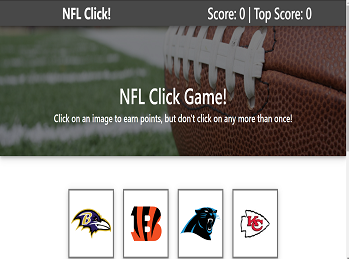 NFL Click!
Score: 0 | Top Score: 0
NFL Click Game!
Click on an image to earn points, but don't click on any more than once!
B
B
KC